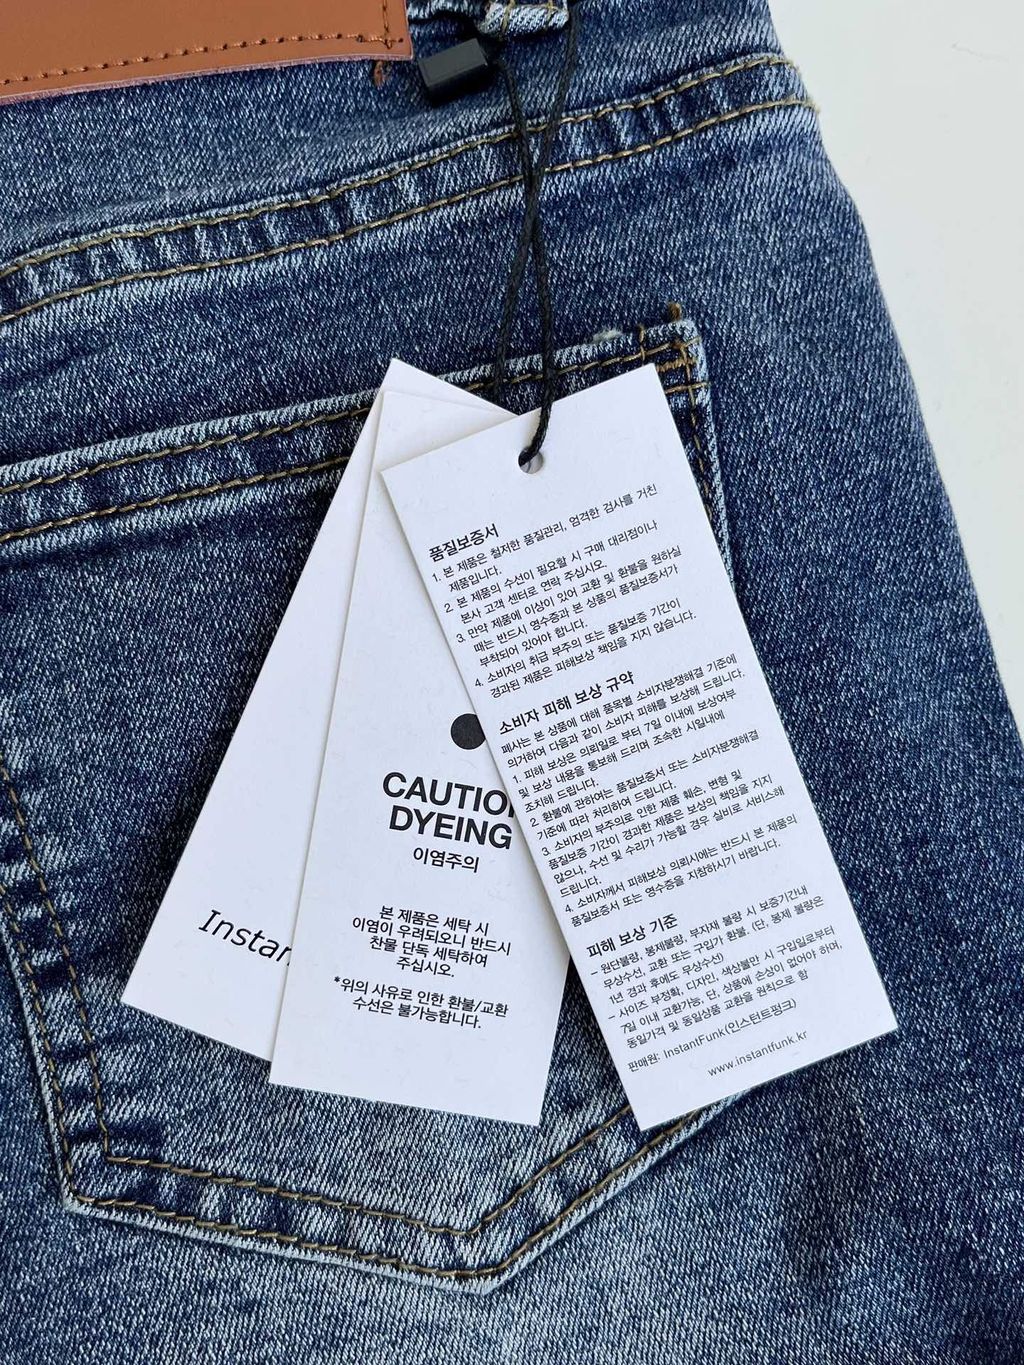 품질보증서
1. 본 제품은 철저한 품질관리, 엄격한 검사를 거친
제품입니다.
2. 본 제품의 수선이 필요할 시 구매 대리점이나
본사 고객 센터로 연락 주십시오.
3. 만약 제품에 이상이 있어 교환 및 환불을 원하실
때는 반드시 영수증과 본 상품의 품질보증서가
부착되어 있어야 합니다.
4. 소비자의 취급 부주의 또는 품질보증 기간이
경과된 제품은 피해보상 책임을 지지 않습니다.
소비자 피해 보상 규약
폐사는 본 상품에 대해 품목별 소비자분쟁해결 기준에
의거하여 다음과 같이 소비자 피해를 보상해 드립니다.
1. 피해 보상은 의뢰일로 부터 7일 이내에 보상여부
및 보상 내용을 통보해 드리며 조속한 시일내에
조치해 드립니다.
2. 환불에 관하여는 품질보증서 또는 소비자분쟁해결
기준에 따라 처리하여 드립니다.
3. 소비자의 부주의로 인한 제품 훼손, 변형 및
품질보증 기간이 경과한 제품은 보상의 책임을 지지
않으나, 수선 및 수리가 가능할 경우 실비로 서비스해
드립니다.
4. 소비자께서 피해보상 의뢰시에는 반드시 본 제품의
품질보증서 또는 영수증을 지참하시기 바랍니다.
피해 보상 기준
– 원단불량, 봉제불량, 부자재 불량 시 보증기간내
무상수선, 교환 또는 구입가 환불. (단, 봉제 불량은
1년 경과 후에도 무상수선)
– 사이즈 부정확, 디자인, 색상불만 시 구입일로부터
7일 이내 교환가능. 단, 상품에 손상이 없어야 하며,
동일가격 및 동일상품 교환을 원칙으로 함
판매원: InstantFunk(인스턴트펑크)
www.instantfunk.kr
CAUTION
DYEING
이염주의
본 제품은 세탁 시
이염이 우려되오니 반드시
찬물 단독 세탁하여
주십시오.
*위의 사유로 인한 환불/교환
수선은 불가능합니다.
Instan